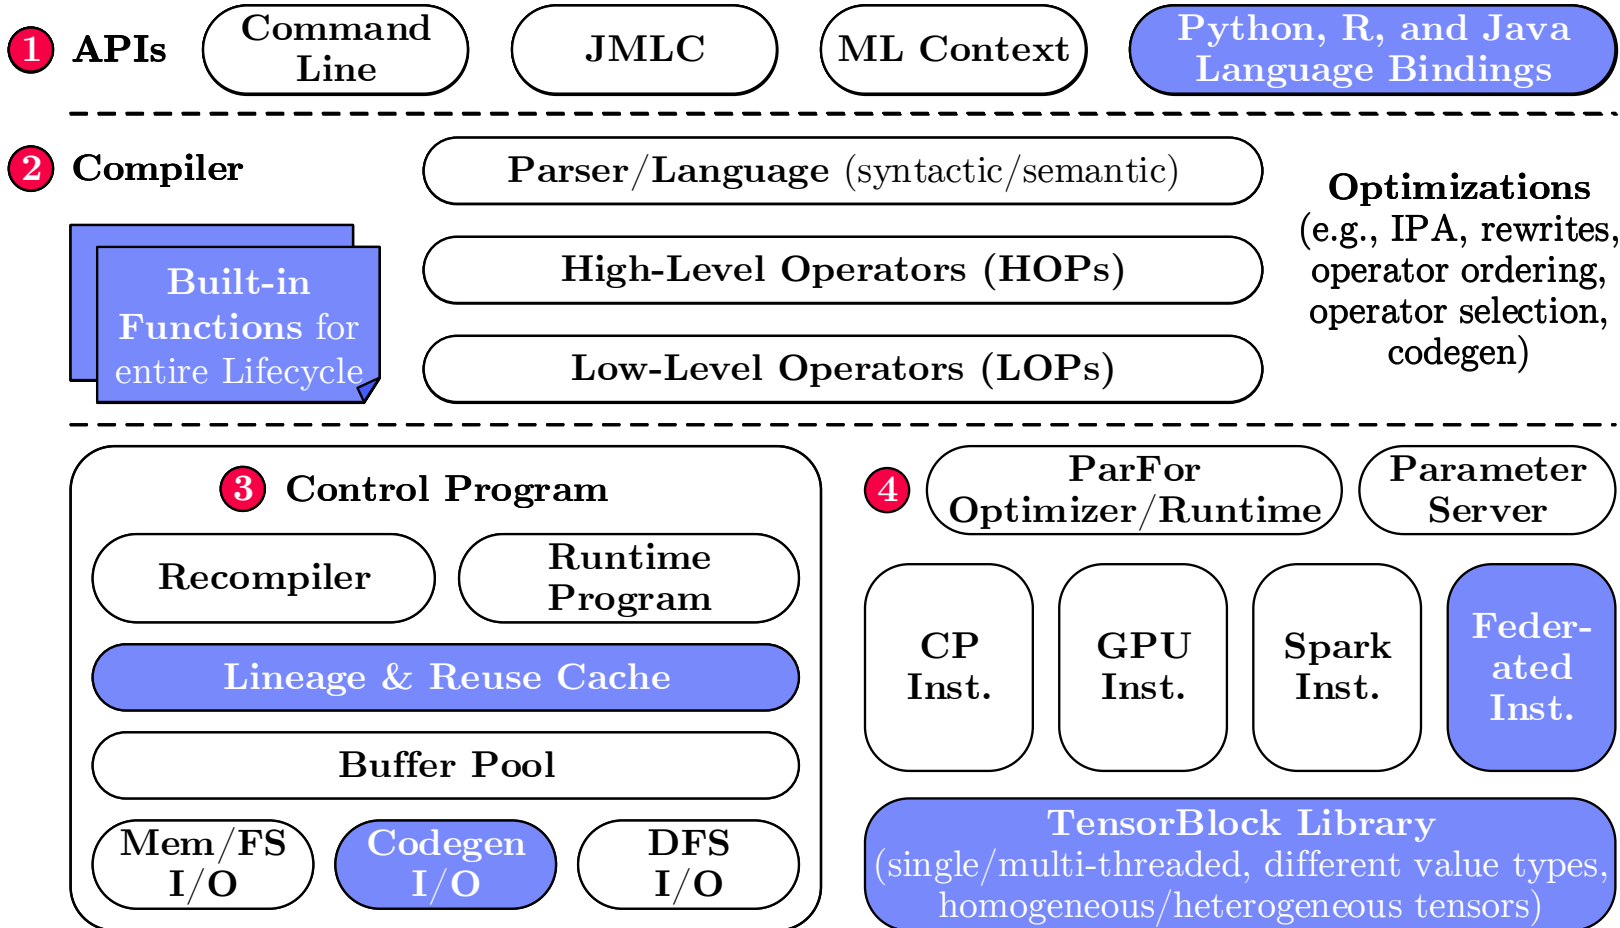 1 APIs
Command
Line
JMLC
ML Context
Python, R, and Java
Language Bindings
2 Compiler
Built-in
Functions for
entire Lifecycle
Parser/Language (syntactic/semantic)
High-Level Operators (HOPs)
Low-Level Operators (LOPs)
Optimizations
(e.g., IPA, rewrites,
operator ordering,
operator selection,
codegen)
3 Control Program
Recompiler
Runtime
Program
Lineage & Reuse Cache
Buffer Pool
Mem/FS
I/O
Codegen
I/O
DFS
I/O
4
ParFor
Optimizer/Runtime
Parameter
Server
CP
Inst.
GPU
Inst.
Spark
Inst.
Feder-
ated
Inst.
TensorBlock Library
(single/multi-threaded, different value types,
homogeneous/heterogeneous tensors)